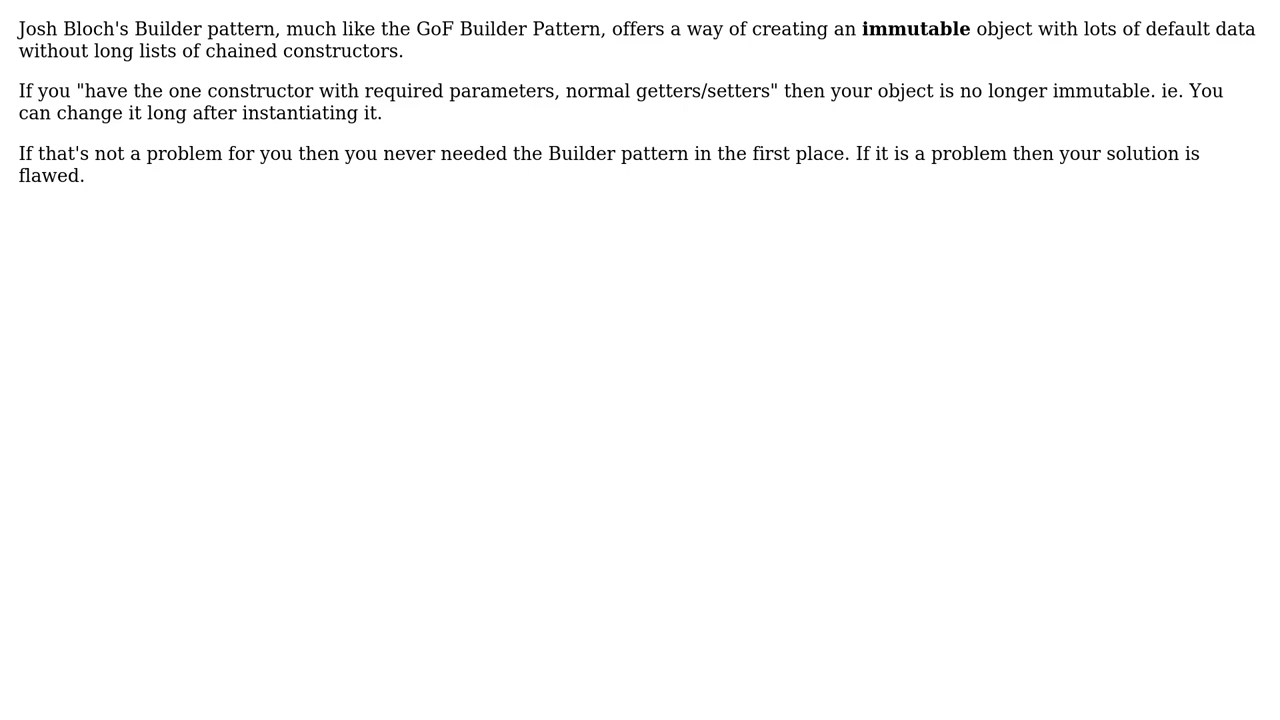 Josh Bloch's Builder pattern, much like the GoF Builder Pattern, offers a way of creating an immutable object with lots of default data
without long lists of chained constructors.
If you "have the one constructor with required parameters, normal getters/setters" then your object is no longer immutable. ie. You
can change it long after instantiating it.
If that's not a problem for you then you never needed the Builder pattern in the first place. If it is a problem then your solution is
flawed.